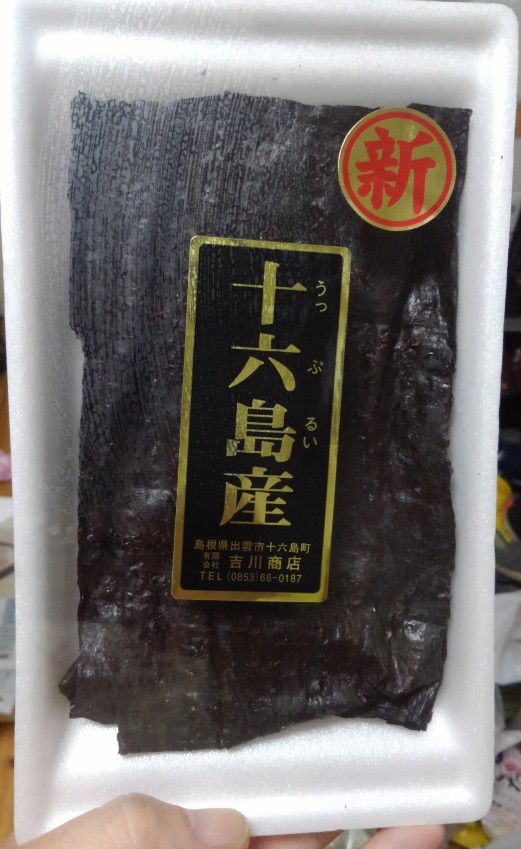 新
十六島産
うっぷるい
島根県出雲市十六島町
有限会社 吉川商店
TEL(0853)66-0187